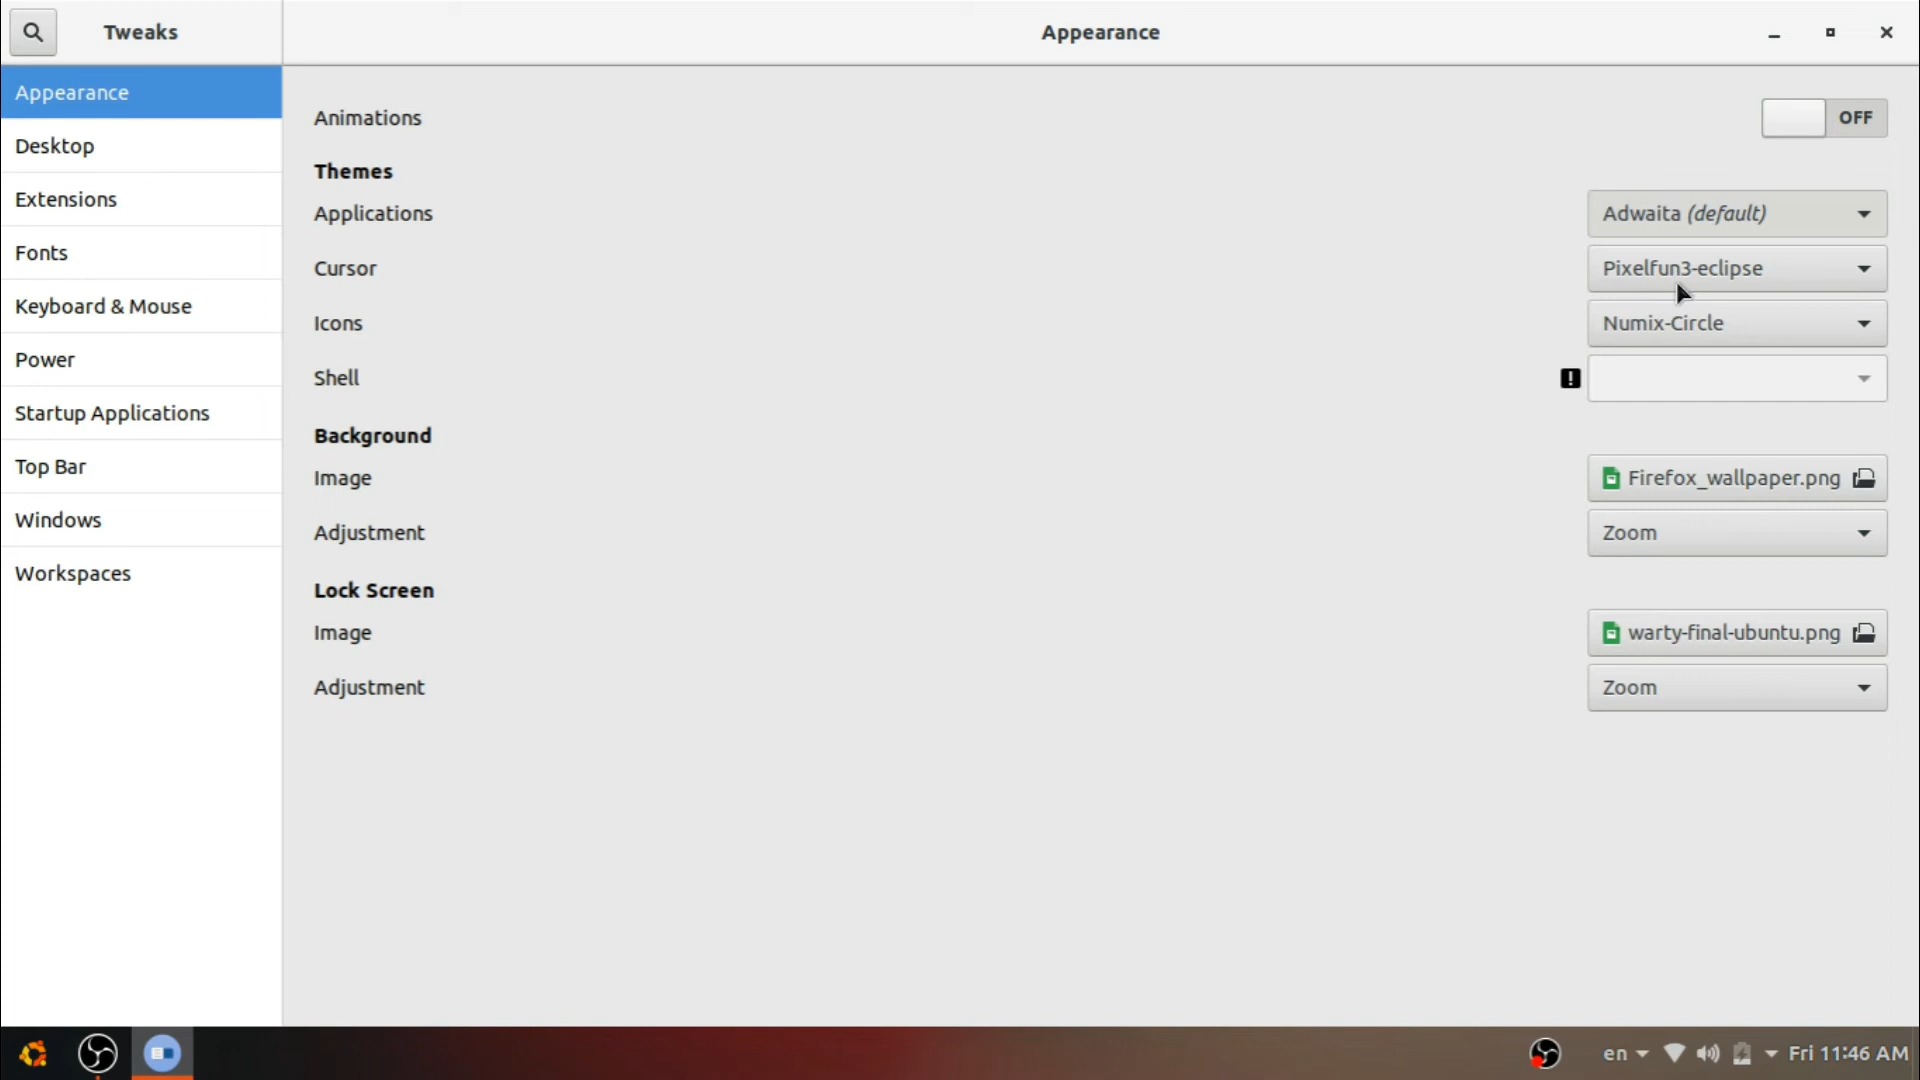 Tweaks
Appearance
Appearance
Desktop
Extensions
Fonts
Keyboard & Mouse
Power
Startup Applications
Top Bar
Windows
Workspaces
Animations OFF
Themes
Applications Adwaita (default)
Cursor Pixelfun3-eclipse
Icons Numix-Circle
Shell
Background
Image Firefox_wallpaper.png
Adjustment Zoom
Lock Screen
Image warty-final-ubuntu.png
Adjustment Zoom
en Fri 11:46 AM